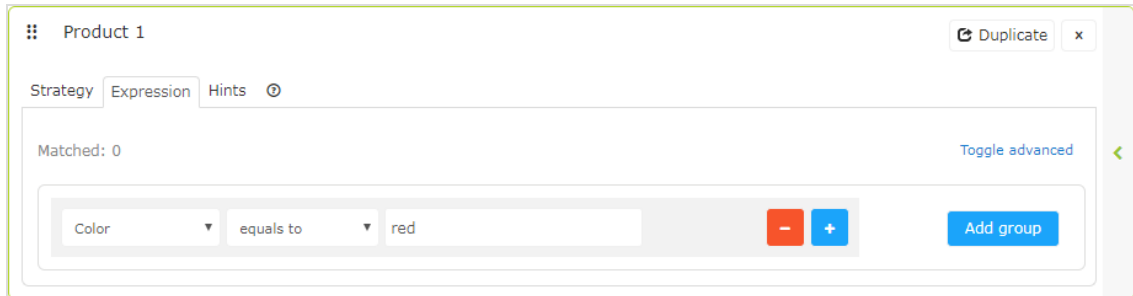 Product 1
Duplicate x
Strategy Expression Hints ?
Matched: 0
Toggle advanced
Color equals to red - + Add group